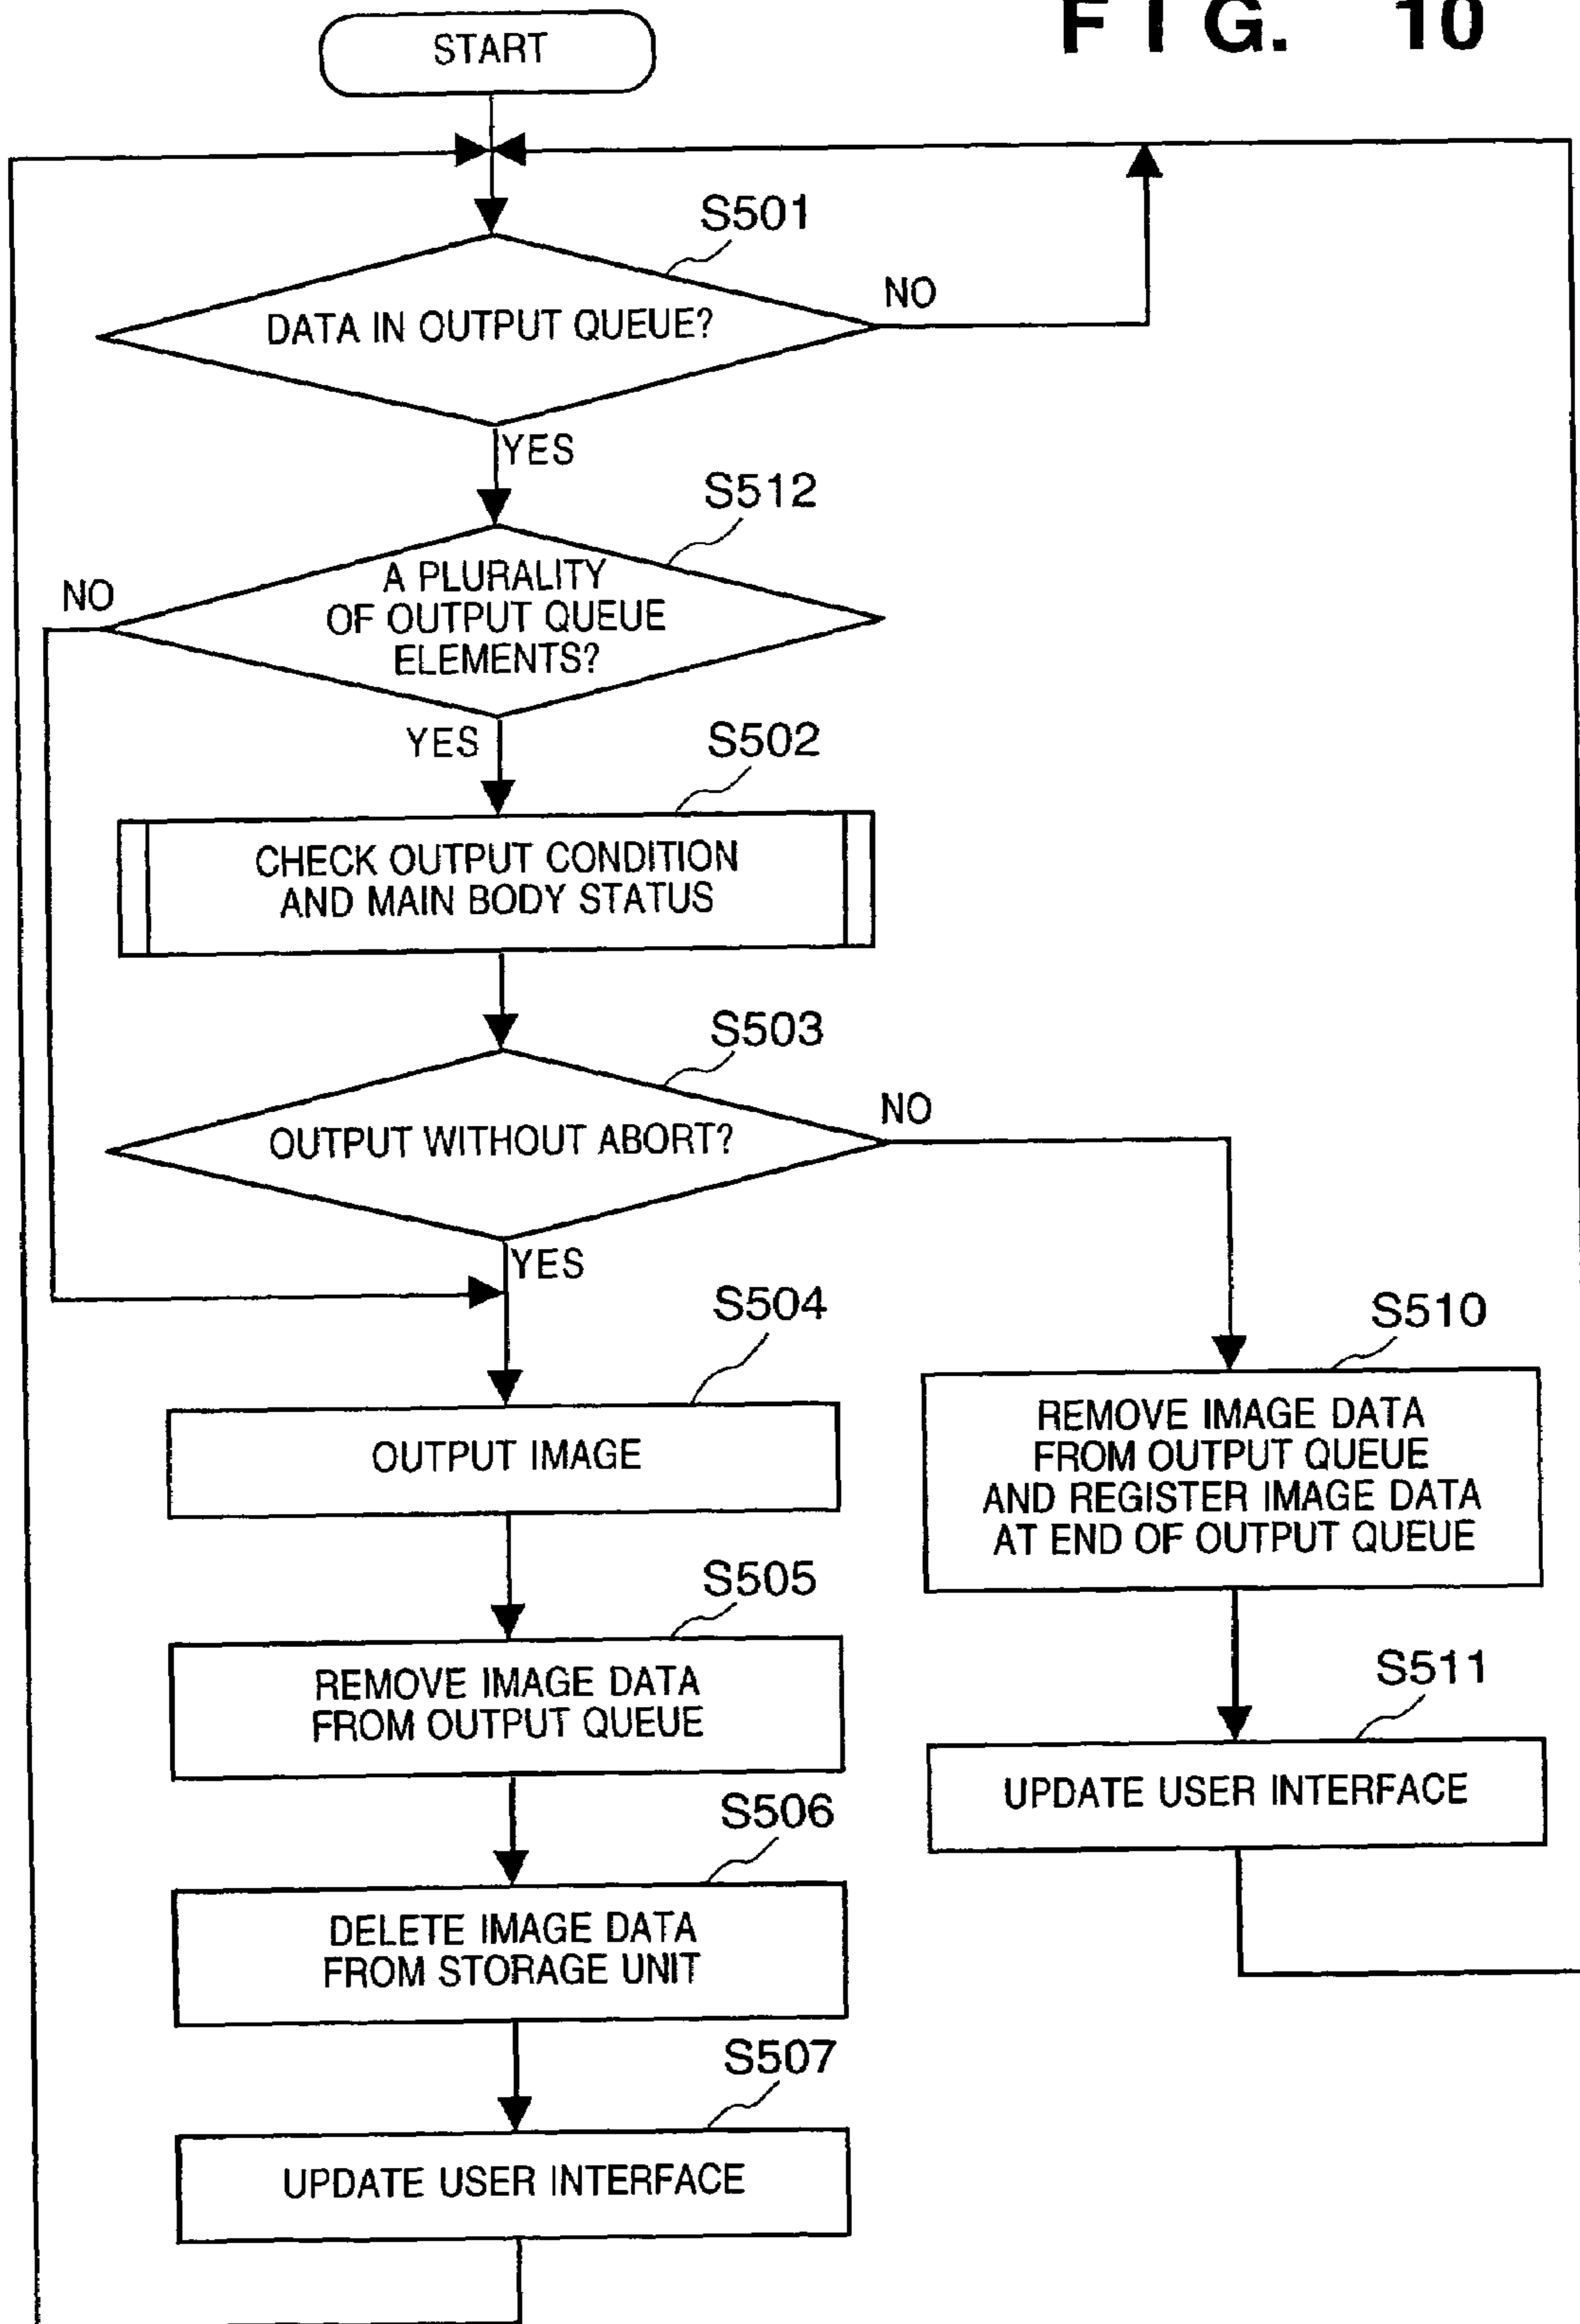 FIG. 10
START
S501
DATA IN OUTPUT QUEUE?
NO
YES
S512
A PLURALITY
OF OUTPUT QUEUE
ELEMENTS?
NO
YES
S502
CHECK OUTPUT CONDITION
AND MAIN BODY STATUS
S503
OUTPUT WITHOUT ABORT?
NO
YES
S504
OUTPUT IMAGE
S510
REMOVE IMAGE DATA
FROM OUTPUT QUEUE
AND REGISTER IMAGE DATA
AT END OF OUTPUT QUEUE
S505
REMOVE IMAGE DATA
FROM OUTPUT QUEUE
S511
UPDATE USER INTERFACE
S506
DELETE IMAGE DATA
FROM STORAGE UNIT
S507
UPDATE USER INTERFACE